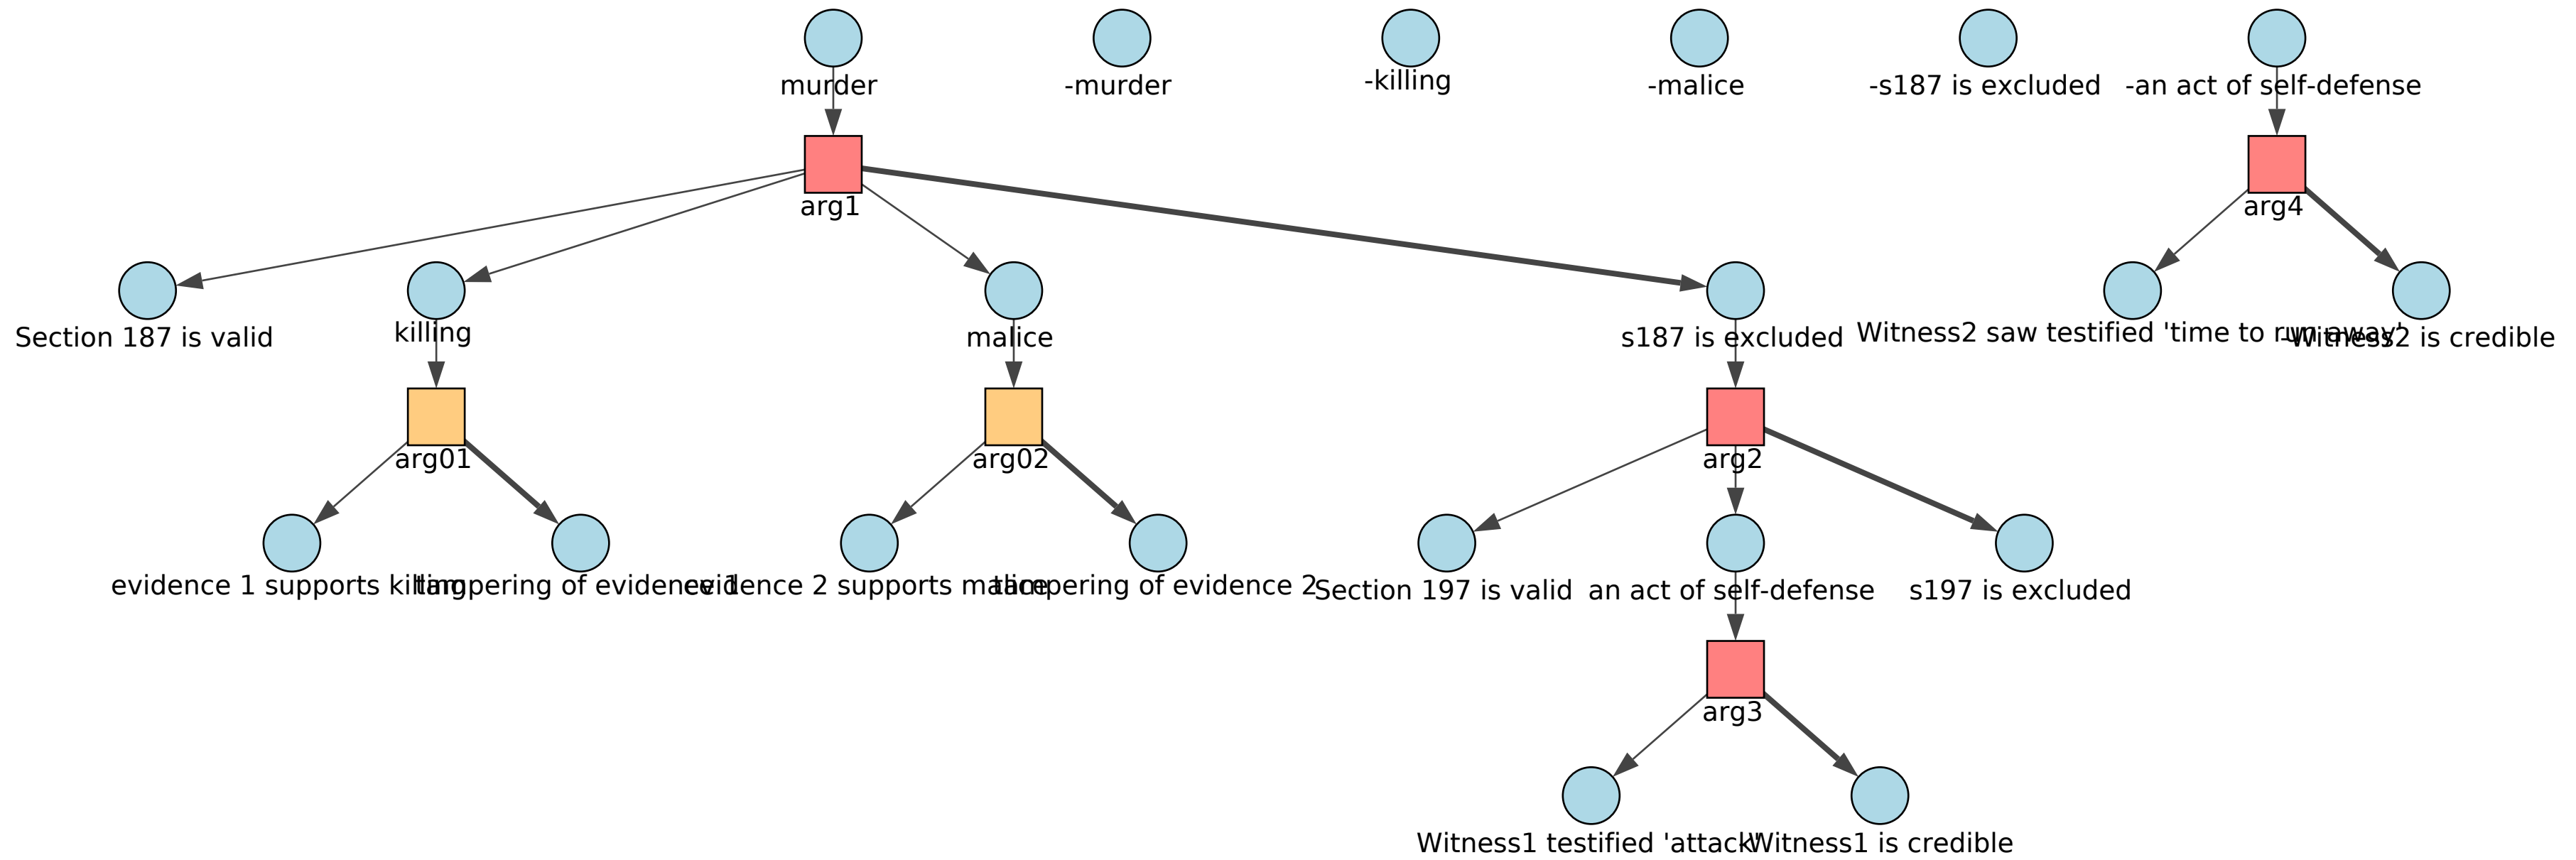 murder
-murder
-killing
-malice
-s187 is excluded
-an act of self-defense
arg1
arg4
Section 187 is valid
killing
malice
s187 is excluded
Witness2 saw testified 'time to run away'
-Witness2 is credible
arg01
arg02
arg2
evidence 1 supports killing
tampering of evidence 1
evidence 2 supports malice
tampering of evidence 2
Section 197 is valid
an act of self-defense
s197 is excluded
arg3
Witness1 testified 'attack'
-Witness1 is credible